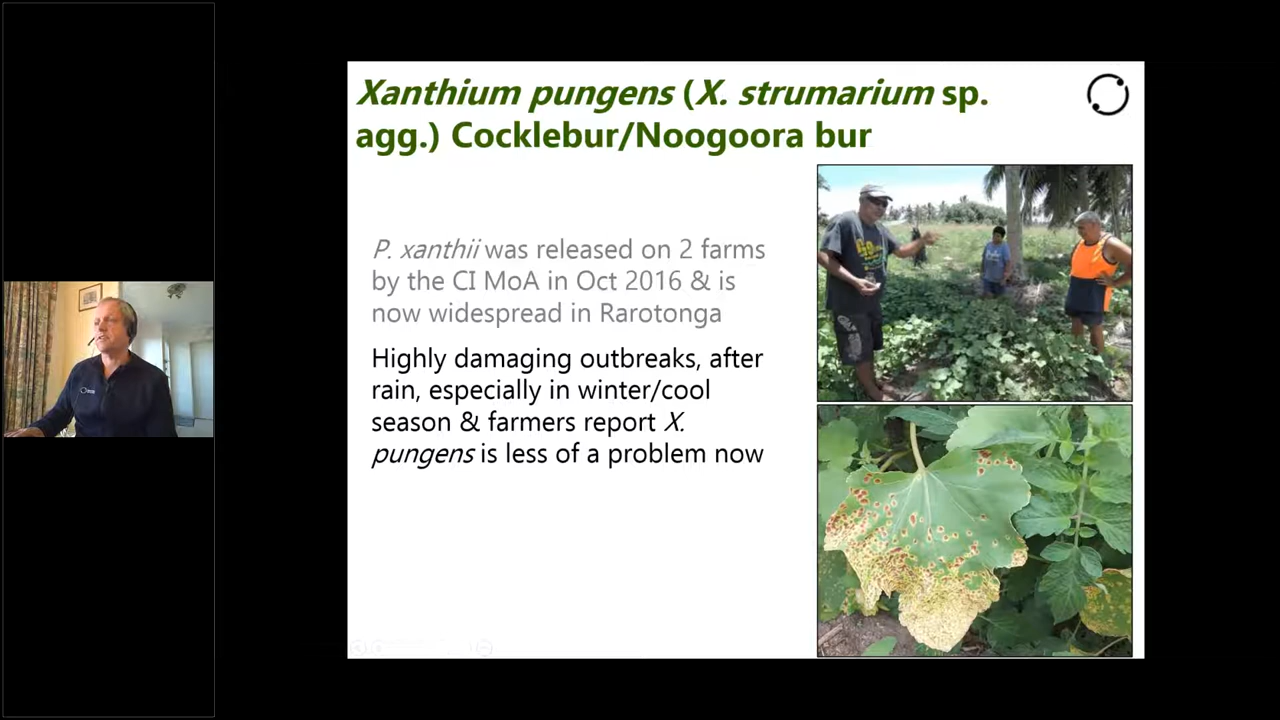 Xanthium pungens (X. strumarium sp.
agg.) Cocklebur/Noogoora bur
P. xanthii was released on 2 farms
by the CI MoA in Oct 2016 & is
now widespread in Rarotonga
Highly damaging outbreaks, after
rain, especially in winter/cool
season & farmers report X.
pungens is less of a problem now